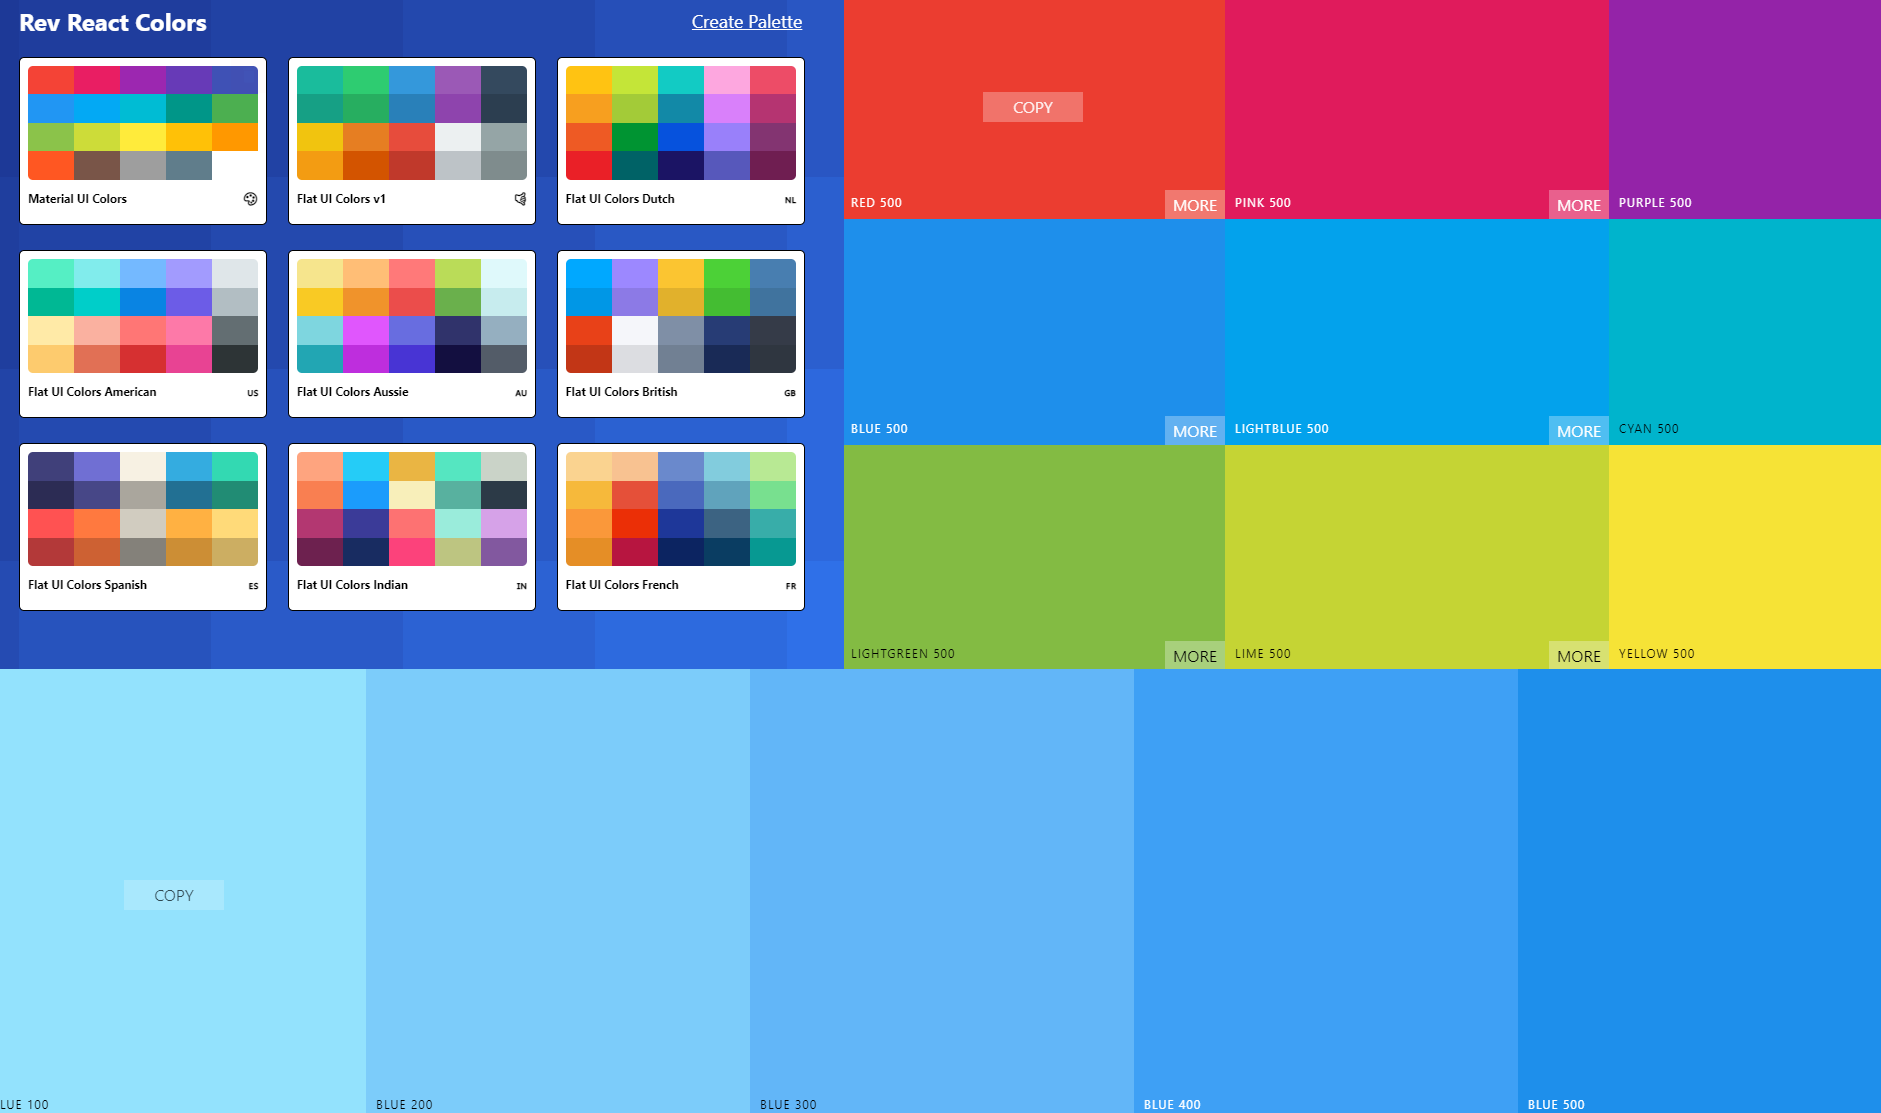 Rev React Colors
Create Palette
Material UI Colors
Flat UI Colors v1
Flat UI Colors Dutch
NL
Flat UI Colors American
US
Flat UI Colors Aussie
AU
Flat UI Colors British
GB
Flat UI Colors Spanish
ES
Flat UI Colors Indian
IN
Flat UI Colors French
FR
COPY
RED 500
MORE
PINK 500
MORE
PURPLE 500
BLUE 500
MORE
LIGHTBLUE 500
MORE
CYAN 500
LIGHTGREEN 500
MORE
LIME 500
MORE
YELLOW 500
COPY
LUE 100
BLUE 200
BLUE 300
BLUE 400
BLUE 500